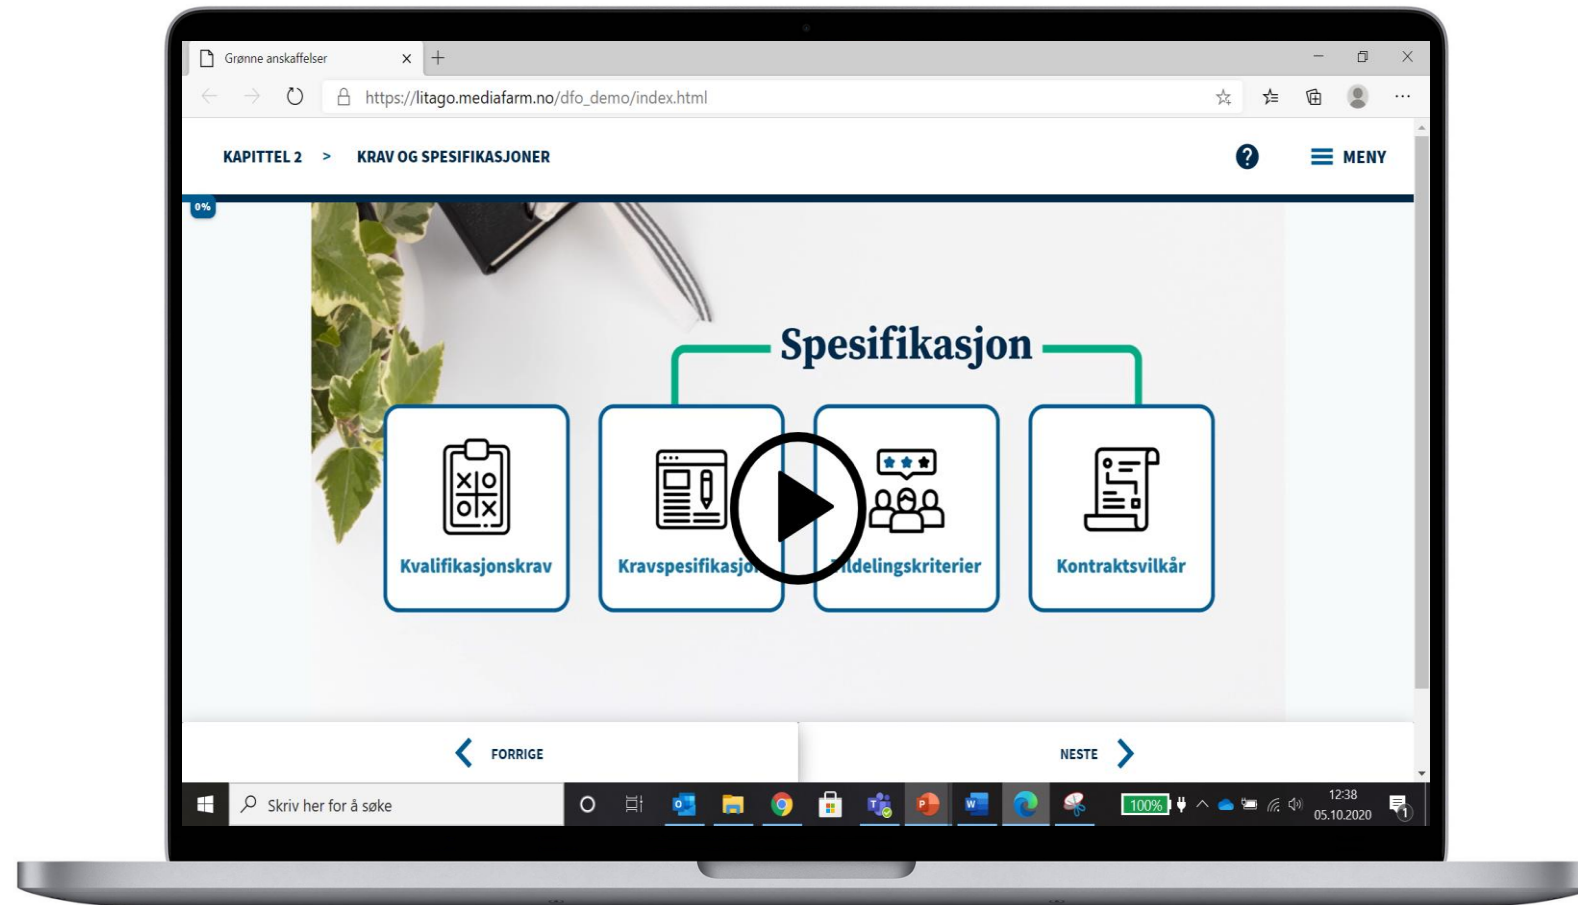 Grønne anskaffelser
https://litago.mediafarm.no/dfo_demo/index.html
KAPITTEL 2 > KRAV OG SPESIFIKASJONER
? MENY
0%
Spesifikasjon
Kvalifikasjonskrav
Kontraktsvilkår
FORRIGE
NESTE
Skriv her for å søke
100%
12:38
05.10.2020
1